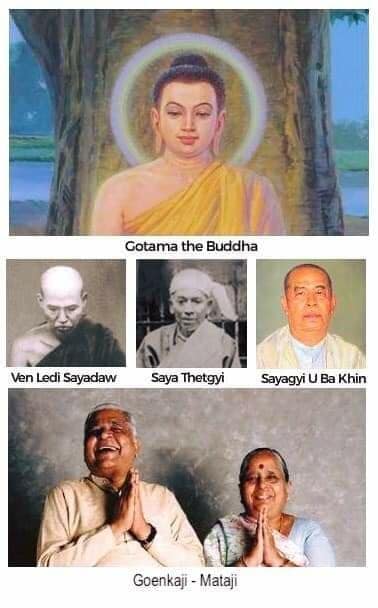 Gotama the Buddha
Ven Ledi Sayadaw
Saya Thetgyi
Sayagyi U Ba Khin
Goenkaji - Mataji